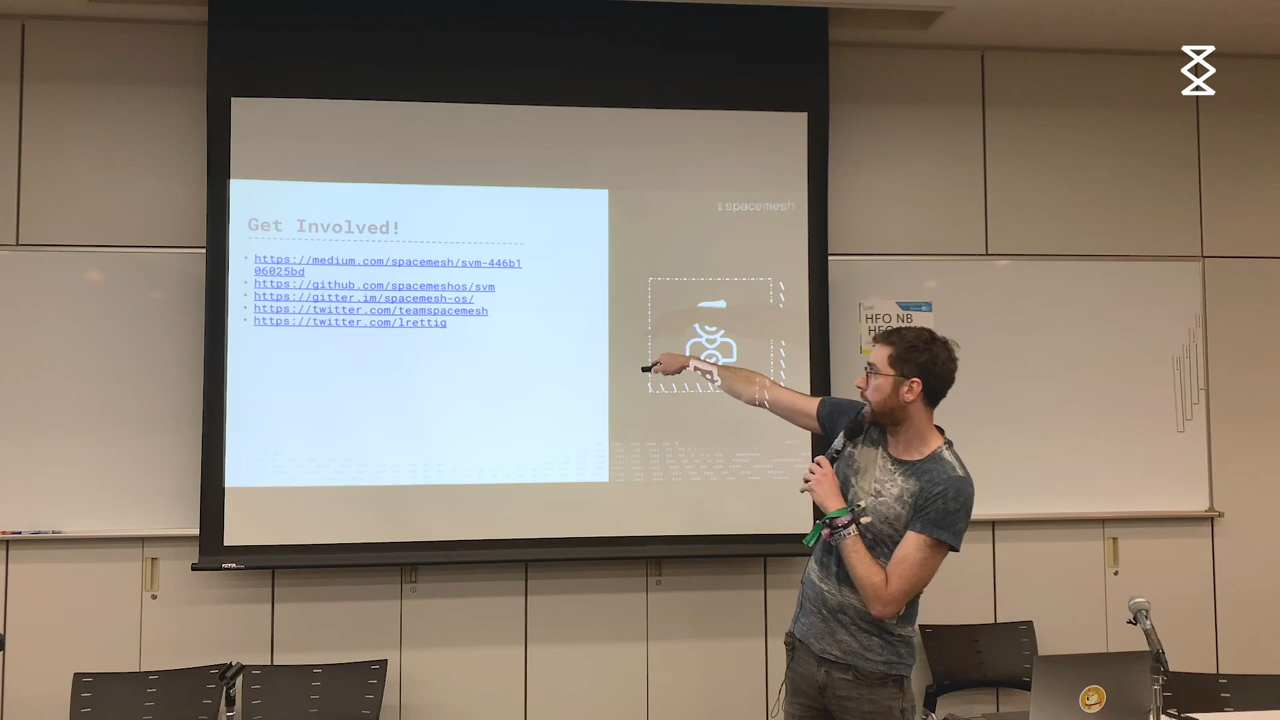 spacemesh
Get Involved!
https://medium.com/spacemesh/svm-446b1
06025bd
https://github.com/spacemeshos/svm
https://gitter.im/spacemesh-os/
https://twitter.com/teamspacemesh
https://twitter.com/lrettig
HFO NB